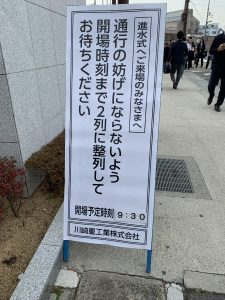 進水式へご来場のみなさまへ
通行の妨げにならないよう
開場時刻まで2列に整列して
お待ちください
開場予定時刻 9:30
川崎重工業株式会社